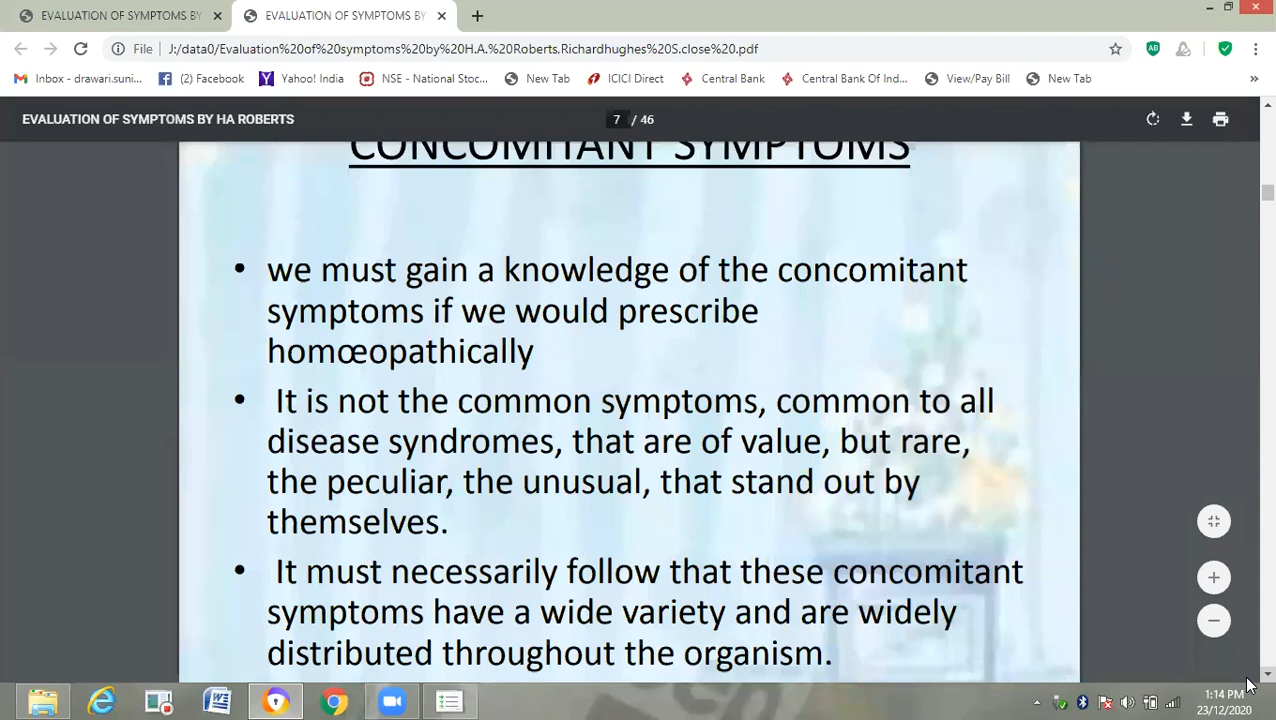 EVALUATION OF SYMPTOMS BY EVALUATION OF SYMPTOMS BY
File J:/data0/Evaluation%20of%20symptoms%20by%20H.A.%20Roberts.Richardhughes%20S.close%20.pdf
Inbox - drawari.suni... (2) Facebook Yahoo! India NSE - National Stoc... New Tab ICICI Direct Central Bank Central Bank Of Ind... View/Pay Bill New Tab
EVALUATION OF SYMPTOMS BY HA ROBERTS 7 / 46
CONCOMITANT SYMPTOMS
• we must gain a knowledge of the concomitant
symptoms if we would prescribe
homœopathically
• It is not the common symptoms, common to all
disease syndromes, that are of value, but rare,
the peculiar, the unusual, that stand out by
themselves.
• It must necessarily follow that these concomitant
symptoms have a wide variety and are widely
distributed throughout the organism.
1:14 PM
23/12/2020